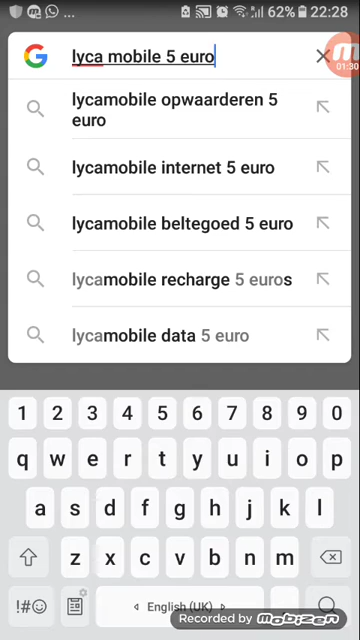 62% 22:28
lyca mobile 5 euro
01:30
lycamobile opwaarderen 5
euro
lycamobile internet 5 euro
lycamobile beltegoed 5 euro
lycamobile recharge 5 euros
lycamobile data 5 euro
1 2 3 4 5 6 7 8 9 0
q w e r t y u i o p
a s d f g h j k l
z x c v b n m
!#☺ English (UK)
Recorded by
MOBIZEN